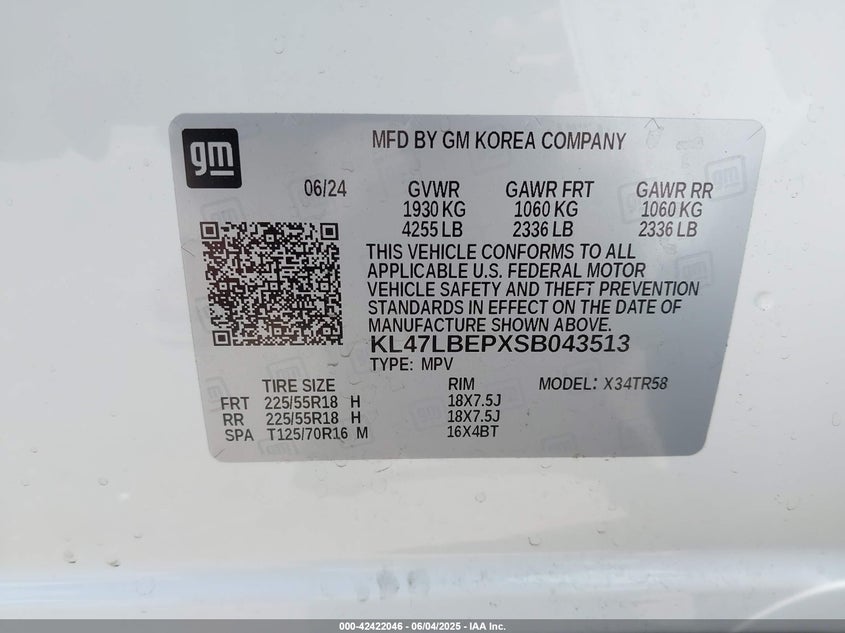 gm
MFD BY GM KOREA COMPANY
06/24 GVWR GAWR FRT GAWR RR
1930 KG 1060 KG 1060 KG
4255 LB 2336 LB 2336 LB
THIS VEHICLE CONFORMS TO ALL
APPLICABLE U.S. FEDERAL MOTOR
VEHICLE SAFETY AND THEFT PREVENTION
STANDARDS IN EFFECT ON THE DATE OF
MANUFACTURE SHOWN ABOVE.
KL47LBEPXSB043513
TYPE: MPV
TIRE SIZE RIM MODEL: X34TR58
FRT 225/55R18 H 18X7.5J
RR 225/55R18 H 18X7.5J
SPA T125/70R16 M 16X4BT
000-42422046 - 06/04/2025 - IAA Inc.